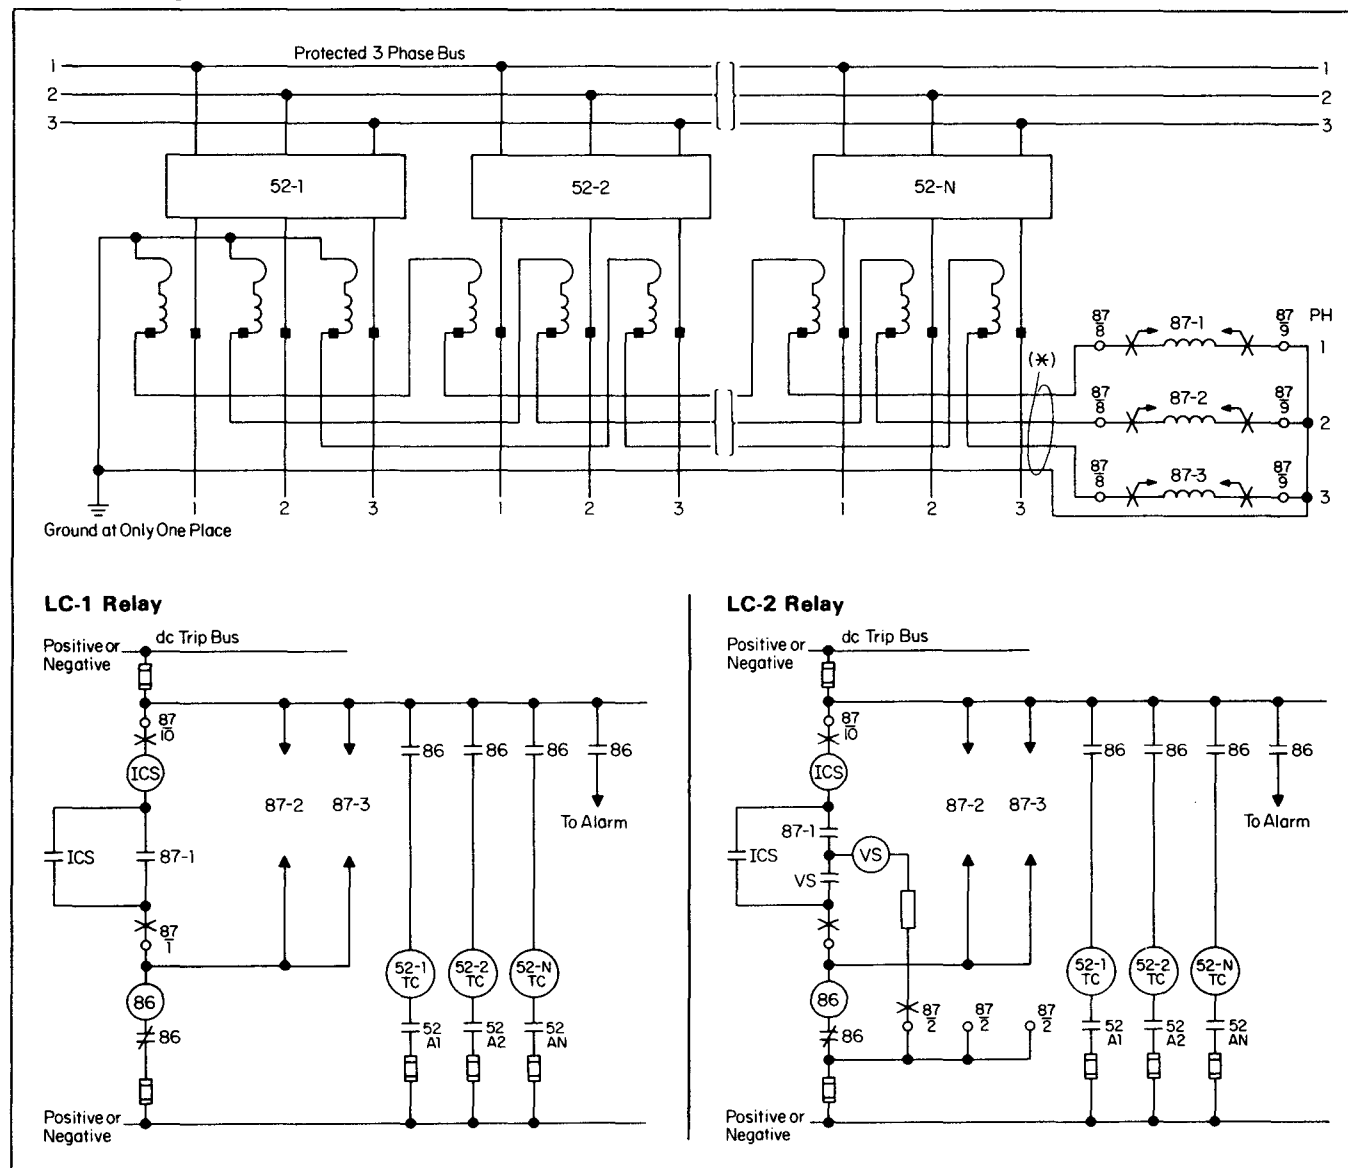 Protected 3 Phase Bus
1 1
2 2
3 3
52-1 52-2 52-N
87/8 87-1 87/9 PH 1
(*)
87/8 87-2 87/9 2
87/8 87-3 87/9 3
1 2 3 1 2 3 1 2 3
Ground at Only One Place
LC-1 Relay
Positive or
Negative
dc Trip Bus
87/10
ICS
86 86 86 86
87-2 87-3
To Alarm
ICS 87-1
87/1
52-1 TC 52-2 TC 52-N TC
86
86
52 A1 52 A2 52 AN
Positive or
Negative
LC-2 Relay
Positive or
Negative
dc Trip Bus
87/10
ICS
86 86 86 86
87-2 87-3
To Alarm
87-1
ICS VS
VS
52-1 TC 52-2 TC 52-N TC
86
86
87/2 87/2 87/2
52 A1 52 A2 52 AN
Positive or
Negative